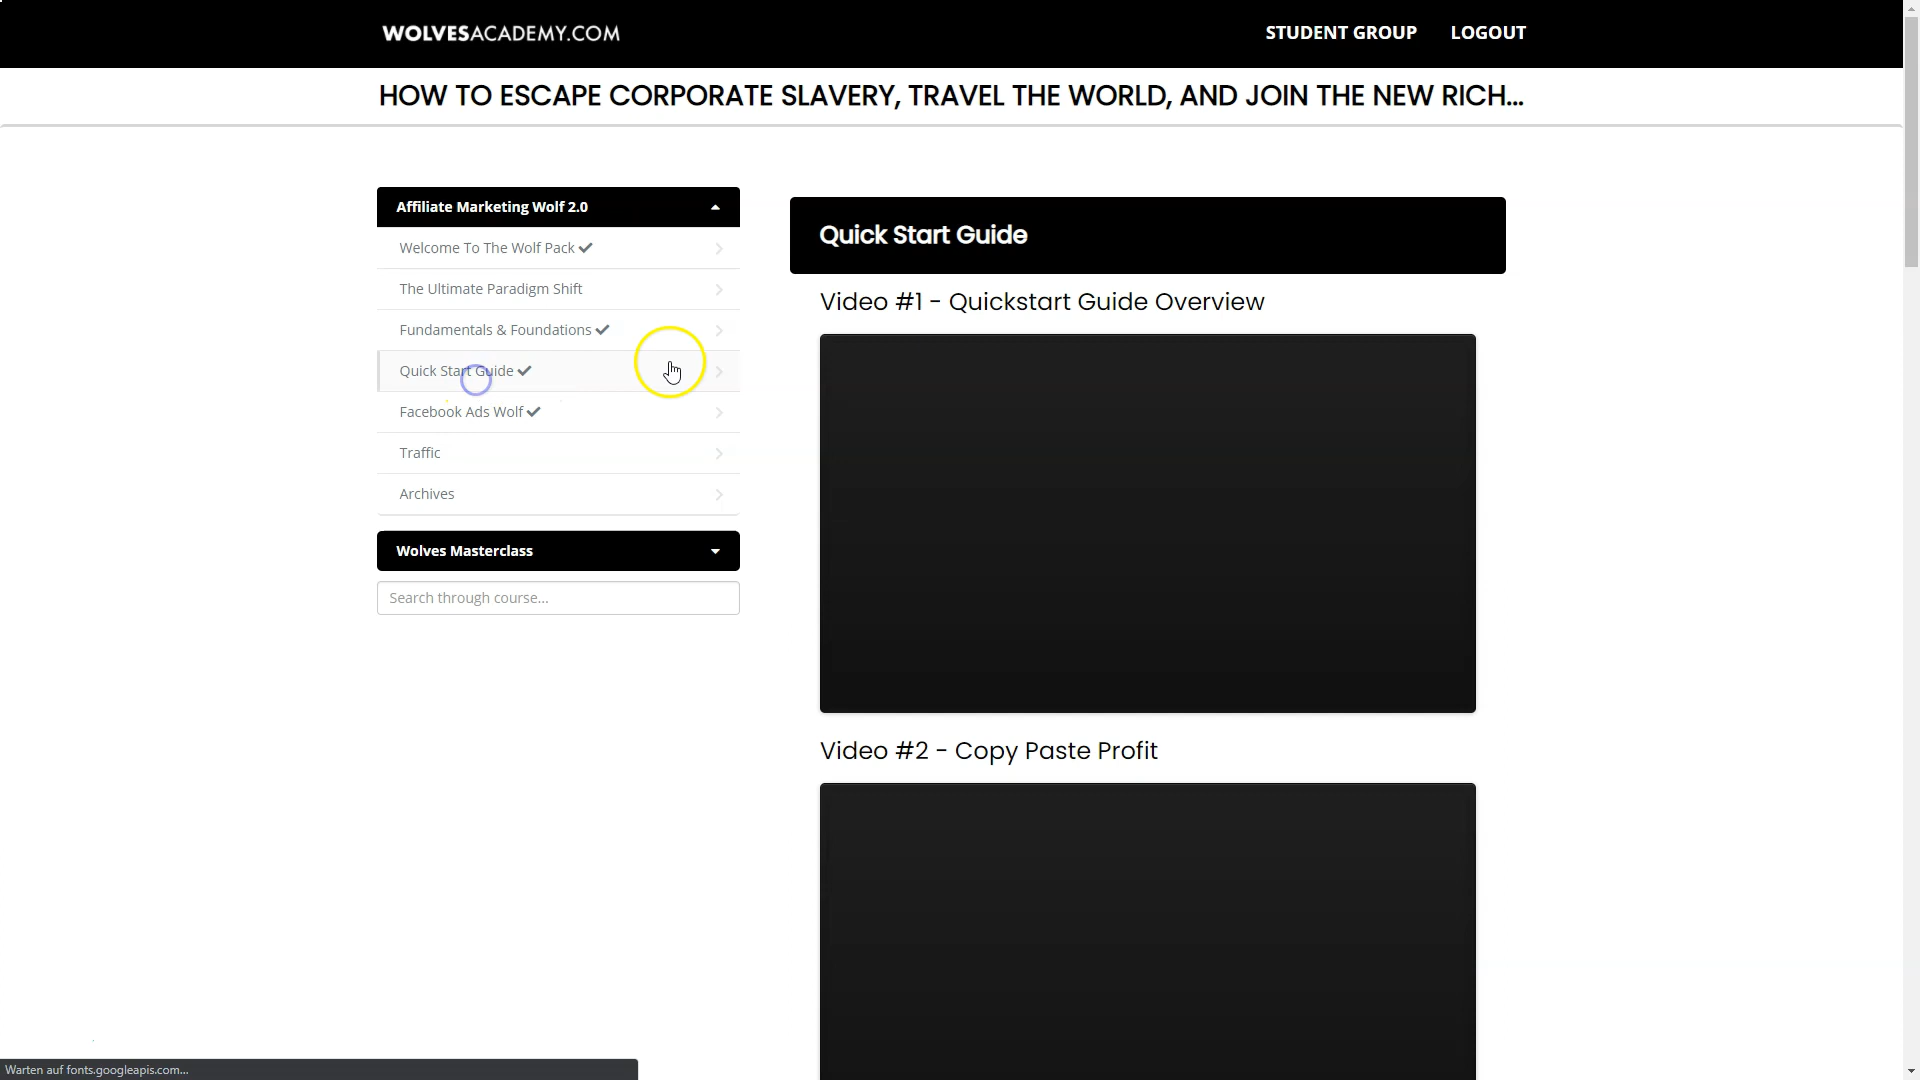 WOLVESACADEMY.COM
STUDENT GROUP
LOGOUT
HOW TO ESCAPE CORPORATE SLAVERY, TRAVEL THE WORLD, AND JOIN THE NEW RICH...
Affiliate Marketing Wolf 2.0
Welcome To The Wolf Pack
The Ultimate Paradigm Shift
Fundamentals & Foundations
Quick Start Guide
Facebook Ads Wolf
Traffic
Archives
Wolves Masterclass
Search through course...
Quick Start Guide
Video #1 - Quickstart Guide Overview
Video #2 - Copy Paste Profit
Warten auf fonts.googleapis.com...